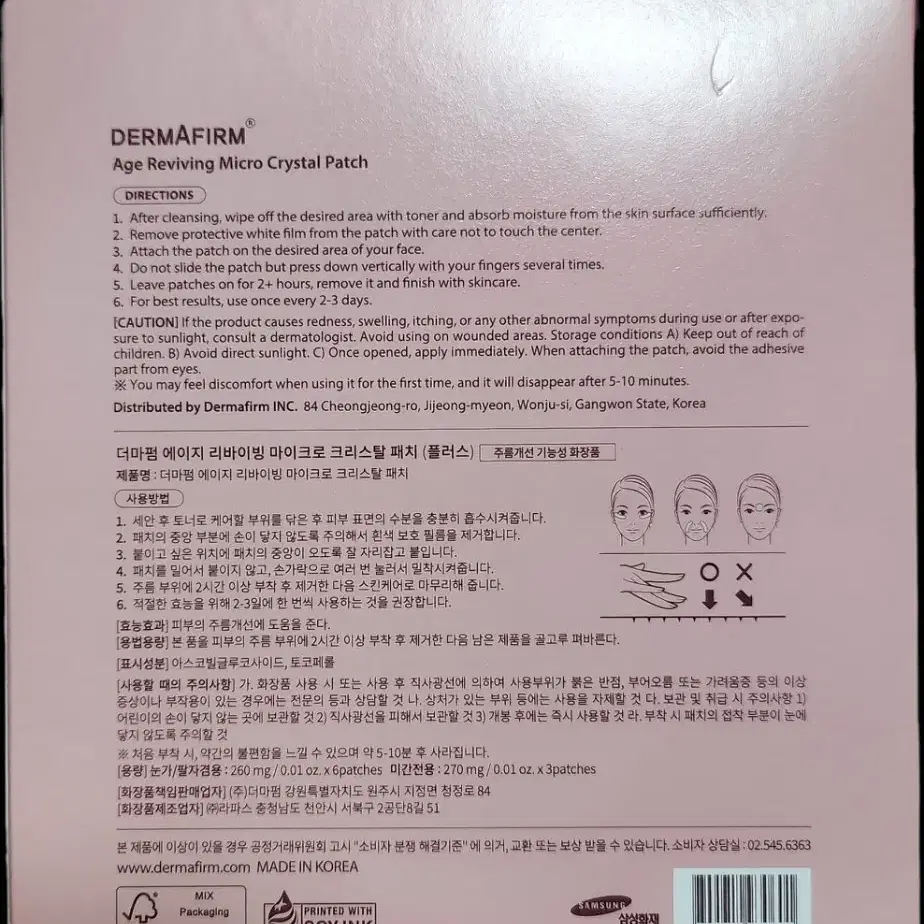 DERMAFIRM®
Age Reviving Micro Crystal Patch
DIRECTIONS
1. After cleansing, wipe off the desired area with toner and absorb moisture from the skin surface sufficiently.
2. Remove protective white film from the patch with care not to touch the center.
3. Attach the patch on the desired area of your face.
4. Do not slide the patch but press down vertically with your fingers several times.
5. Leave patches on for 2+ hours, remove it and finish with skincare.
6. For best results, use once every 2-3 days.
[CAUTION] If the product causes redness, swelling, itching, or any other abnormal symptoms during use or after expo-
sure to sunlight, consult a dermatologist. Avoid using on wounded areas. Storage conditions A) Keep out of reach of
children. B) Avoid direct sunlight. C) Once opened, apply immediately. When attaching the patch, avoid the adhesive
part from eyes.
※ You may feel discomfort when using it for the first time, and it will disappear after 5-10 minutes.
Distributed by Dermafirm INC. 84 Cheongjeong-ro, Jijeong-myeon, Wonju-si, Gangwon State, Korea
더마펌 에이지 리바이빙 마이크로 크리스탈 패치 (플러스) 주름개선 기능성 화장품
제품명 : 더마펌 에이지 리바이빙 마이크로 크리스탈 패치
사용방법
1. 세안 후 토너로 케어할 부위를 닦은 후 피부 표면의 수분을 충분히 흡수시켜줍니다.
2. 패치의 중앙 부분에 손이 닿지 않도록 주의해서 흰색 보호 필름을 제거합니다.
3. 붙이고 싶은 위치에 패치의 중앙이 오도록 잘 자리잡고 붙입니다.
4. 패치를 밀어서 붙이지 않고, 손가락으로 여러 번 눌러서 밀착시켜줍니다.
5. 주름 부위에 2시간 이상 부착 후 제거한 다음 스킨케어로 마무리해 줍니다.
6. 적절한 효능을 위해 2-3일에 한 번씩 사용하는 것을 권장합니다.
[효능효과] 피부의 주름개선에 도움을 준다.
[용법용량] 본 품을 피부의 주름 부위에 2시간 이상 부착 후 제거한 다음 남은 제품을 골고루 펴바른다.
[표시성분] 아스코빌글루코사이드, 토코페롤
[사용할 때의 주의사항] 가. 화장품 사용 시 또는 사용 후 직사광선에 의하여 사용부위가 붉은 반점, 부어오름 또는 가려움증 등의 이상
증상이나 부작용이 있는 경우에는 전문의 등과 상담할 것 나. 상처가 있는 부위 등에는 사용을 자제할 것 다. 보관 및 취급 시 주의사항 1)
어린이의 손이 닿지 않는 곳에 보관할 것 2) 직사광선을 피해서 보관할 것 3) 개봉 후에는 즉시 사용할 것 라. 부착 시 패치의 접착 부분이 눈에
닿지 않도록 주의할 것
※ 처음 부착 시, 약간의 불편함을 느낄 수 있으며 약 5-10분 후 사라집니다.
[용량] 눈가/팔자겸용 : 260 mg / 0.01 oz. x 6patches 미간전용 : 270 mg / 0.01 oz. x 3patches
[화장품책임판매업자] (주)더마펌 강원특별자치도 원주시 지정면 청정로 84
[화장품제조업자] ㈜라파스 충청남도 천안시 서북구 2공단8길 51
본 제품에 이상이 있을 경우 공정거래위원회 고시 "소비자 분쟁 해결기준" 에 의거, 교환 또는 보상 받을 수 있습니다. 소비자 상담실 : 02.545.6363
www.dermafirm.com MADE IN KOREA
MIX
Packaging
PRINTED WITH
SOY INK
SAMSUNG
삼성화재